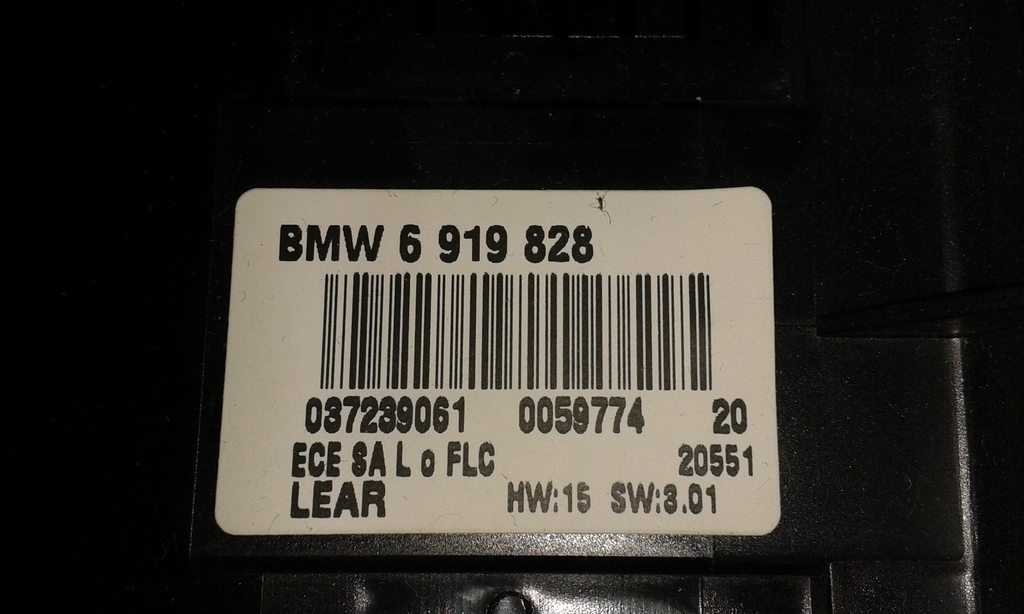 BMW 6 919 828
037239061 0059774 20
ECE SA L o FLC 20551
LEAR HW:15 SW:3.01